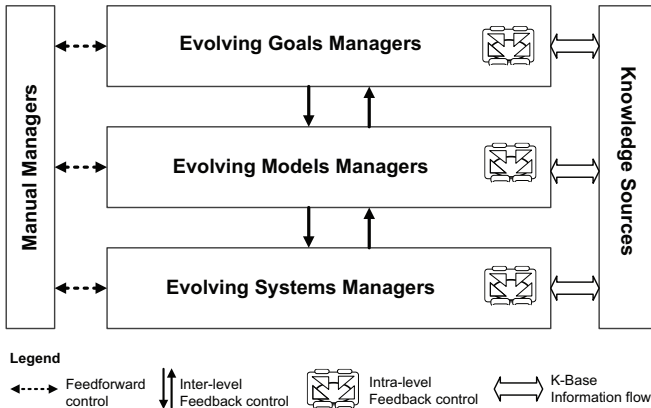 Manual Managers
Evolving Goals Managers
Evolving Models Managers
Evolving Systems Managers
Knowledge Sources
Legend
Feedforward
control
Inter-level
Feedback control
Intra-level
Feedback control
K-Base
Information flow